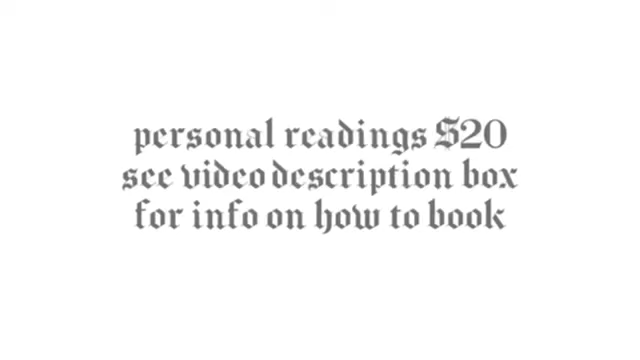 personal readings $20
see video description box
for info on how to book